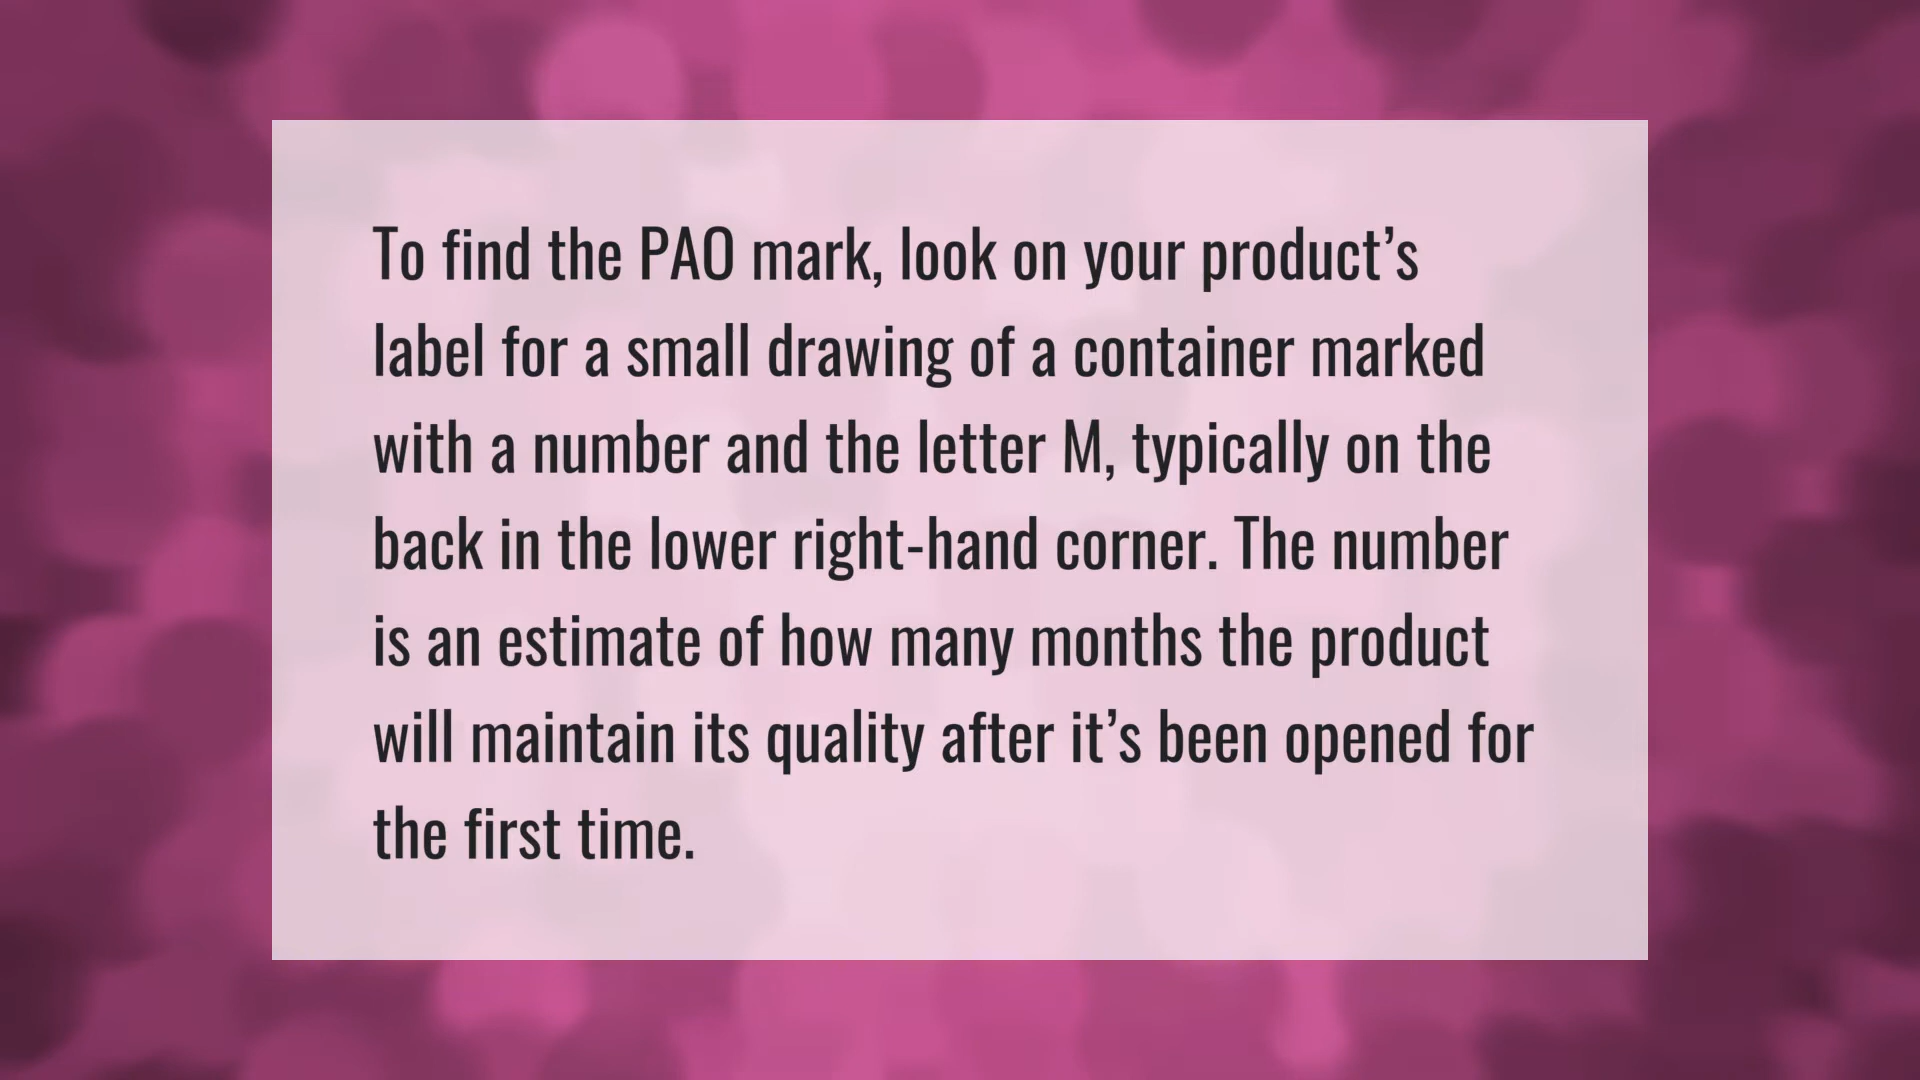 To find the PAO mark, look on your product’s
label for a small drawing of a container marked
with a number and the letter M, typically on the
back in the lower right-hand corner. The number
is an estimate of how many months the product
will maintain its quality after it’s been opened for
the first time.